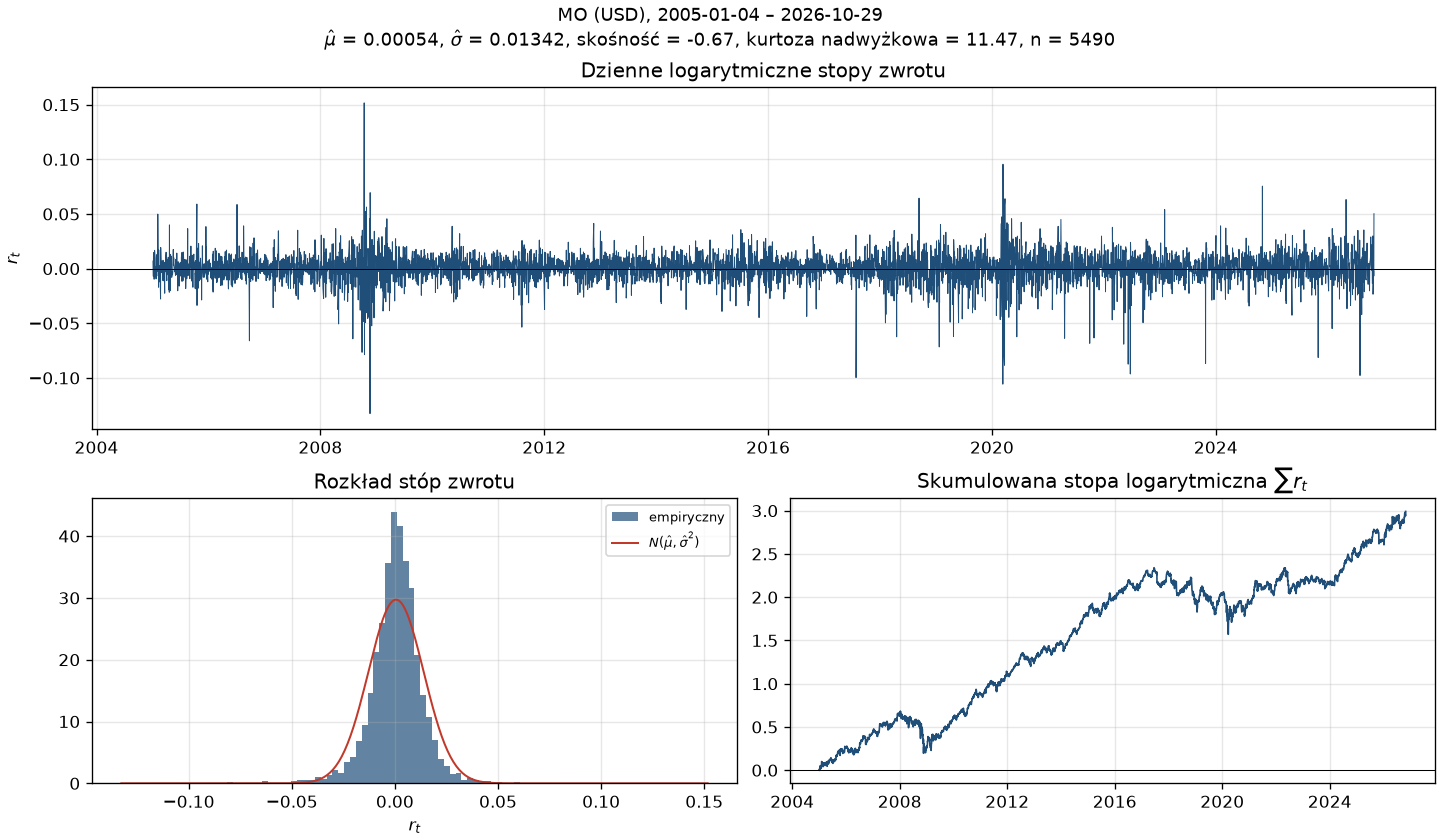 MO (USD), 2005-01-04 – 2026-10-29
μ̂ = 0.00054, σ̂ = 0.01342, skośność = -0.67, kurtoza nadwyżkowa = 11.47, n = 5490
Dzienne logarytmiczne stopy zwrotu
0.15
0.10
0.05
0.00
−0.05
−0.10
r_t
2004 2008 2012 2016 2020 2024
Rozkład stóp zwrotu
40
30
20
10
0
empiryczny
N(μ̂, σ̂²)
−0.10 −0.05 0.00 0.05 0.10 0.15
r_t
Skumulowana stopa logarytmiczna ∑r_t
3.0
2.5
2.0
1.5
1.0
0.5
0.0
2004 2008 2012 2016 2020 2024